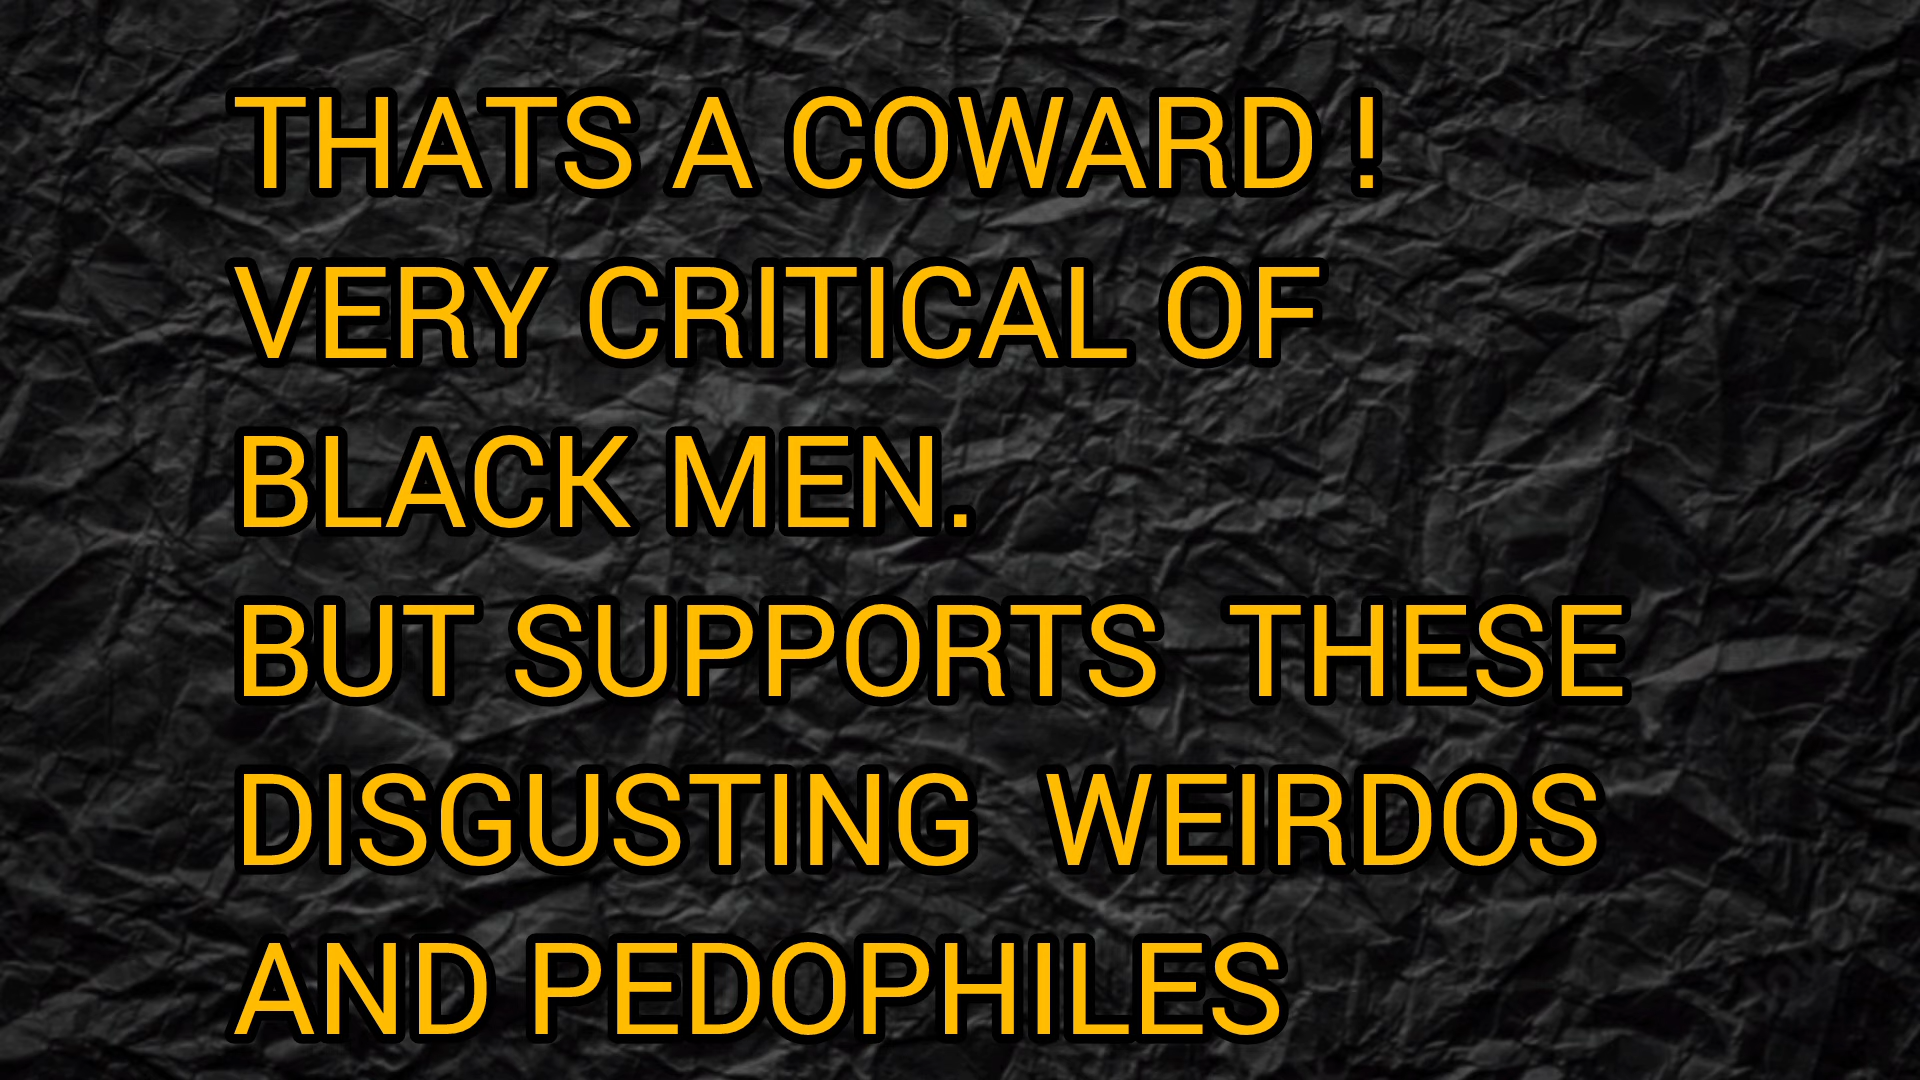 THATS A COWARD !
VERY CRITICAL OF
BLACK MEN.
BUT SUPPORTS  THESE
DISGUSTING  WEIRDOS
AND PEDOPHILES